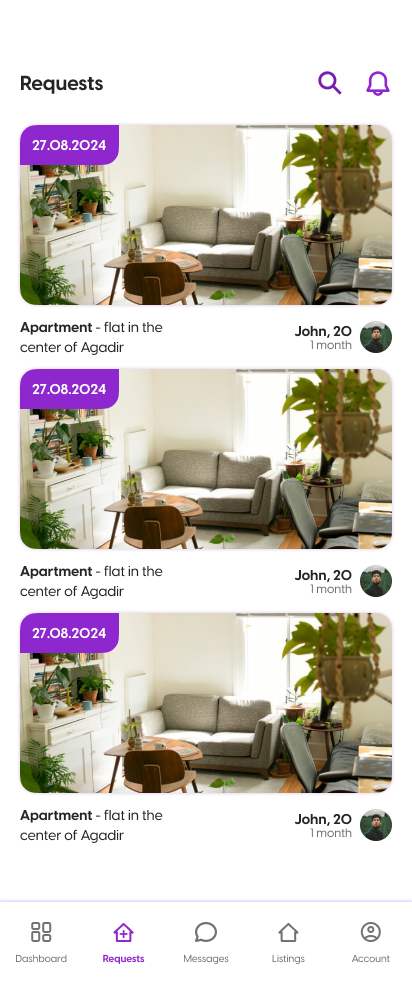 Requests
27.08.2024
Apartment - flat in the
center of Agadir
John, 20
1 month
27.08.2024
Apartment - flat in the
center of Agadir
John, 20
1 month
27.08.2024
Apartment - flat in the
center of Agadir
John, 20
1 month
Dashboard
Requests
Messages
Listings
Account